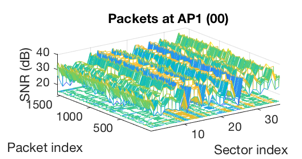 Packets at AP1 (00)
SNR (dB)
40
30
20
1500
1000
500
Packet index
10
20
30
Sector index